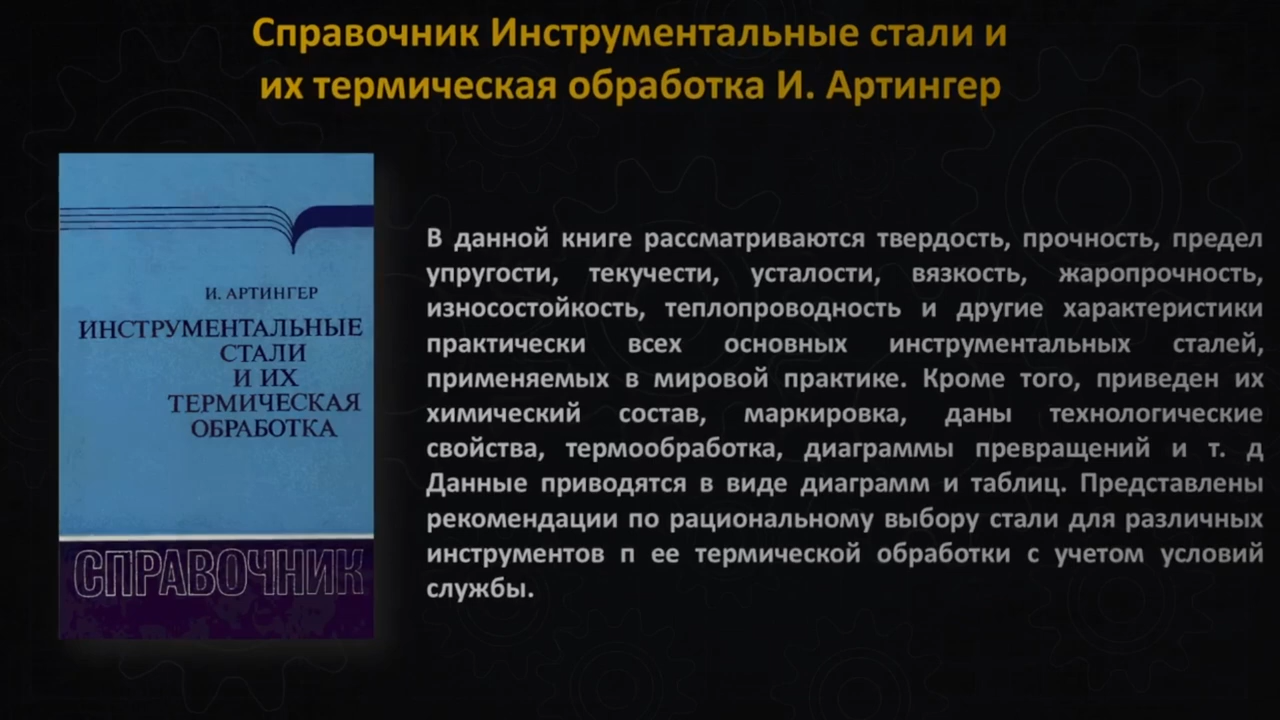 Справочник Инструментальные стали и
их термическая обработка И. Артингер
И. АРТИНГЕР
ИНСТРУМЕНТАЛЬНЫЕ
СТАЛИ
И ИХ
ТЕРМИЧЕСКАЯ
ОБРАБОТКА
СПРАВОЧНИК
В данной книге рассматриваются твердость, прочность, предел
упругости, текучести, усталости, вязкость, жаропрочность,
износостойкость, теплопроводность и другие характеристики
практически всех основных инструментальных сталей,
применяемых в мировой практике. Кроме того, приведен их
химический состав, маркировка, даны технологические
свойства, термообработка, диаграммы превращений и т. д
Данные приводятся в виде диаграмм и таблиц. Представлены
рекомендации по рациональному выбору стали для различных
инструментов п ее термической обработки с учетом условий
службы.